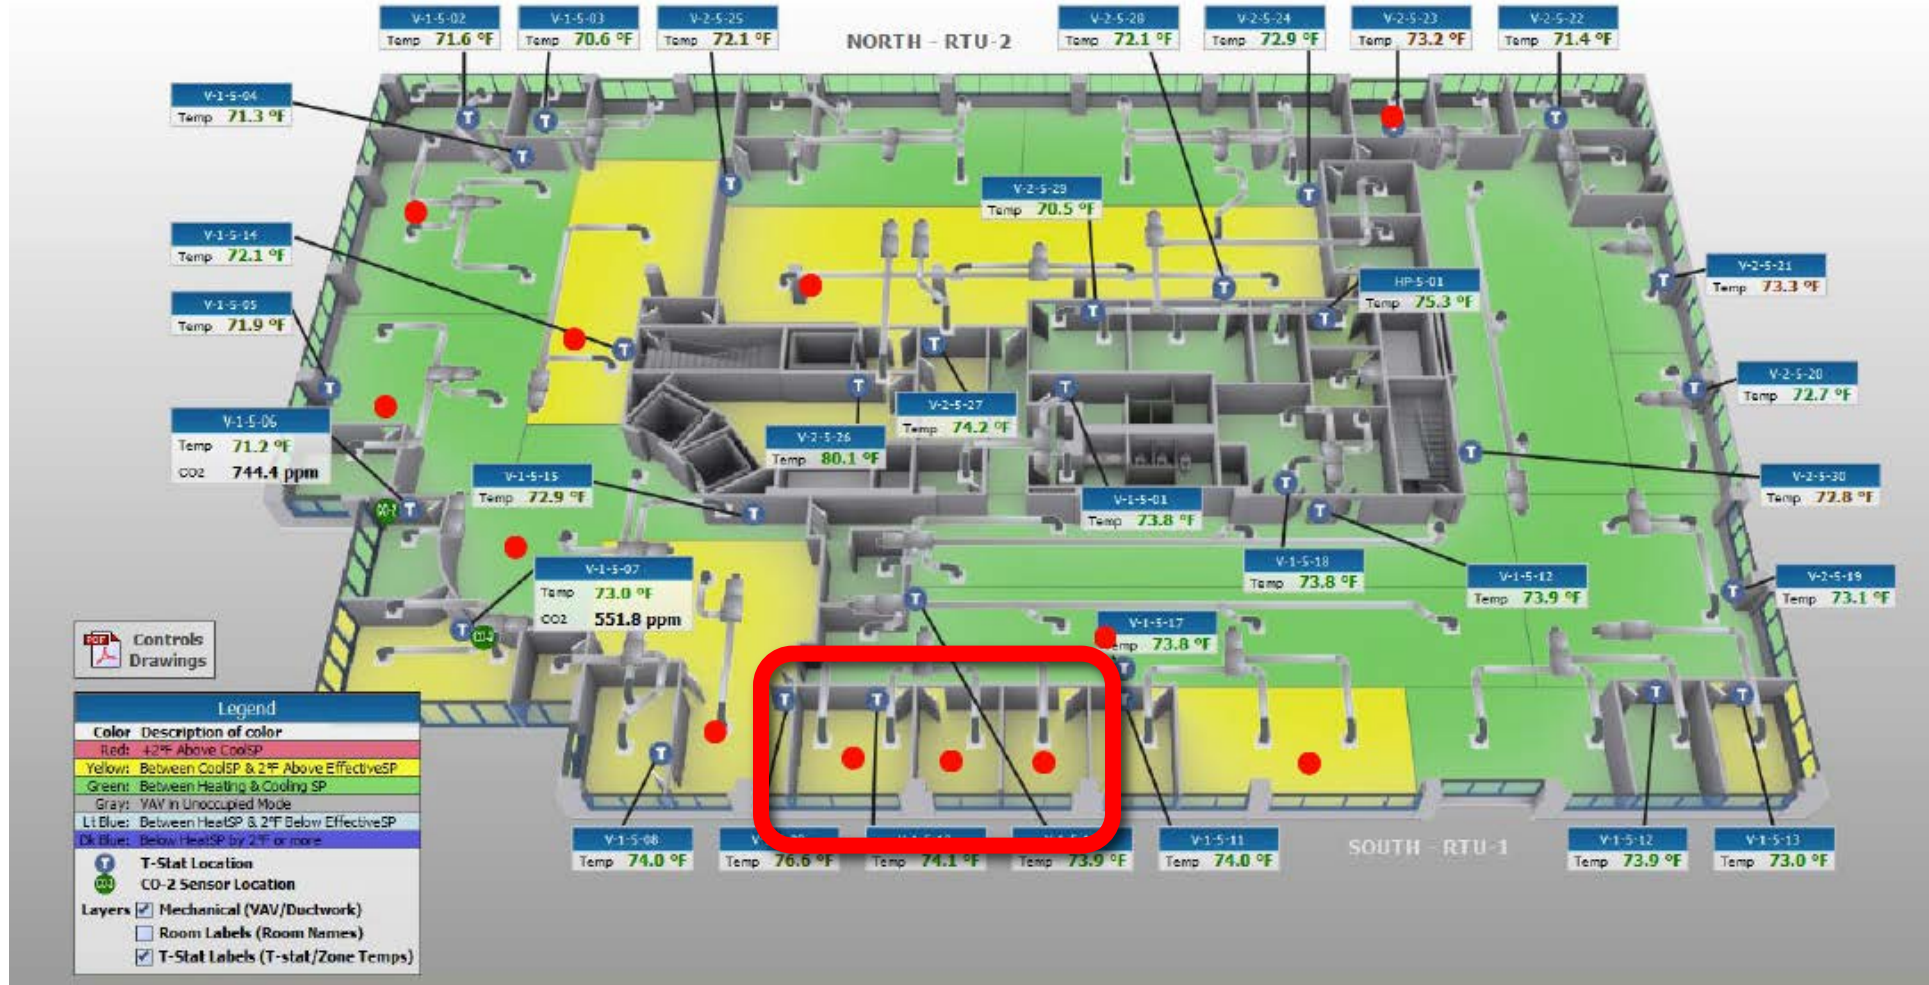 V-1-5-02
Temp 71.6 °F
V-1-5-03
Temp 70.6 °F
V-2-5-25
Temp 72.1 °F
NORTH - RTU-2
V-2-5-28
Temp 72.1 °F
V-2-5-24
Temp 72.9 °F
V-2-5-23
Temp 73.2 °F
V-2-5-22
Temp 71.4 °F
V-1-5-04
Temp 71.3 °F
V-2-5-29
Temp 70.5 °F
V-1-5-14
Temp 72.1 °F
HP-5-01
Temp 75.3 °F
V-2-5-21
Temp 73.3 °F
V-1-5-05
Temp 71.9 °F
V-2-5-20
Temp 72.7 °F
V-1-5-06
Temp 71.2 °F
CO2 744.4 ppm
V-2-5-27
Temp 74.2 °F
V-2-5-26
Temp 80.1 °F
V-1-5-15
Temp 72.9 °F
V-1-5-01
Temp 73.8 °F
V-2-5-30
Temp 72.8 °F
V-1-5-18
Temp 73.8 °F
V-1-5-12
Temp 73.9 °F
V-2-5-19
Temp 73.1 °F
V-1-5-07
Temp 73.0 °F
CO2 551.8 ppm
V-1-5-17
Temp 73.8 °F
PDF
Controls
Drawings
Legend
Color Description of color
Red: +2°F Above CoolSP
Yellow: Between CoolSP & 2°F Above EffectiveSP
Green: Between Heating & Cooling SP
Gray: VAV in Unoccupied Mode
Lt Blue: Between HeatSP & 2°F Below EffectiveSP
Dk Blue: Below HeatSP by 2°F or more
T T-Stat Location
CO-2 CO-2 Sensor Location
Layers Mechanical (VAV/Ductwork)
Room Labels (Room Names)
T-Stat Labels (T-stat/Zone Temps)
V-1-5-08
Temp 74.0 °F
Temp 76.6 °F
Temp 74.1 °F
Temp 73.9 °F
V-1-5-11
Temp 74.0 °F
SOUTH - RTU-1
V-1-5-12
Temp 73.9 °F
V-1-5-13
Temp 73.0 °F